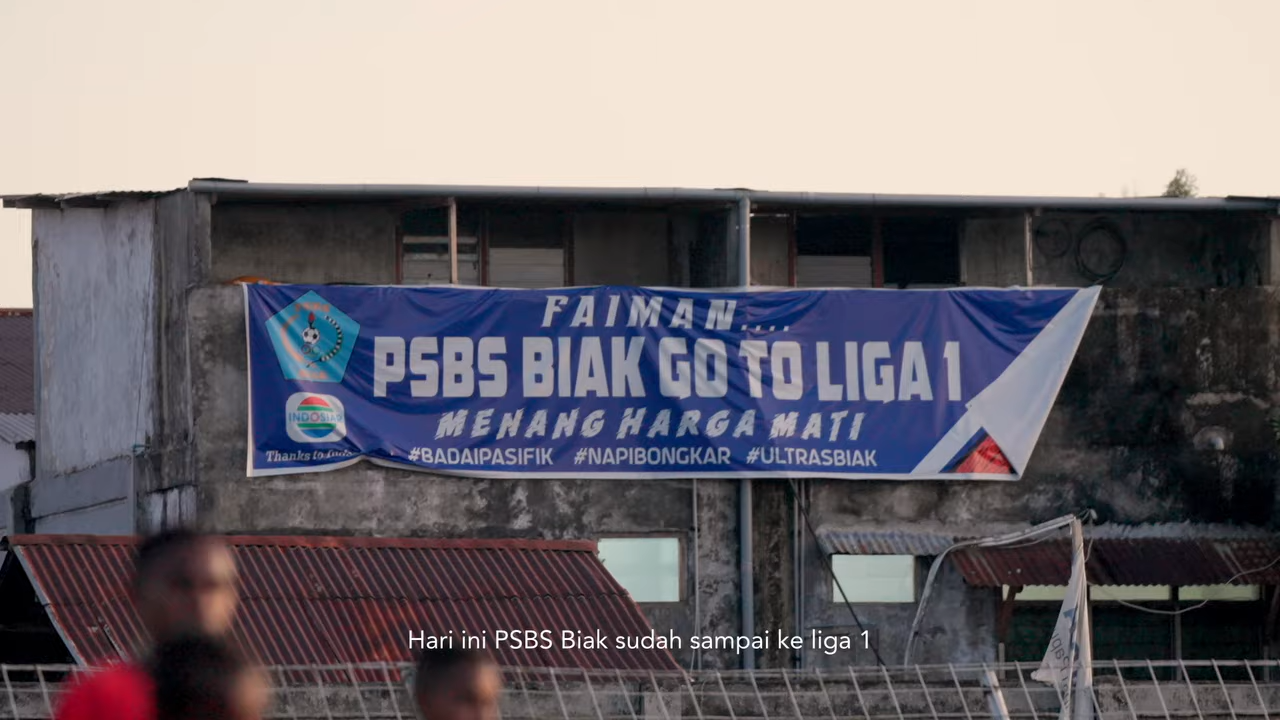 FAIMAN....
PSBS BIAK GO TO LIGA 1
MENANG HARGA MATI
#BADAIPASIFIK #NAPIBONGKAR #ULTRASBIAK
INDOSIAR
Thanks to
Hari ini PSBS Biak sudah sampai ke liga 1